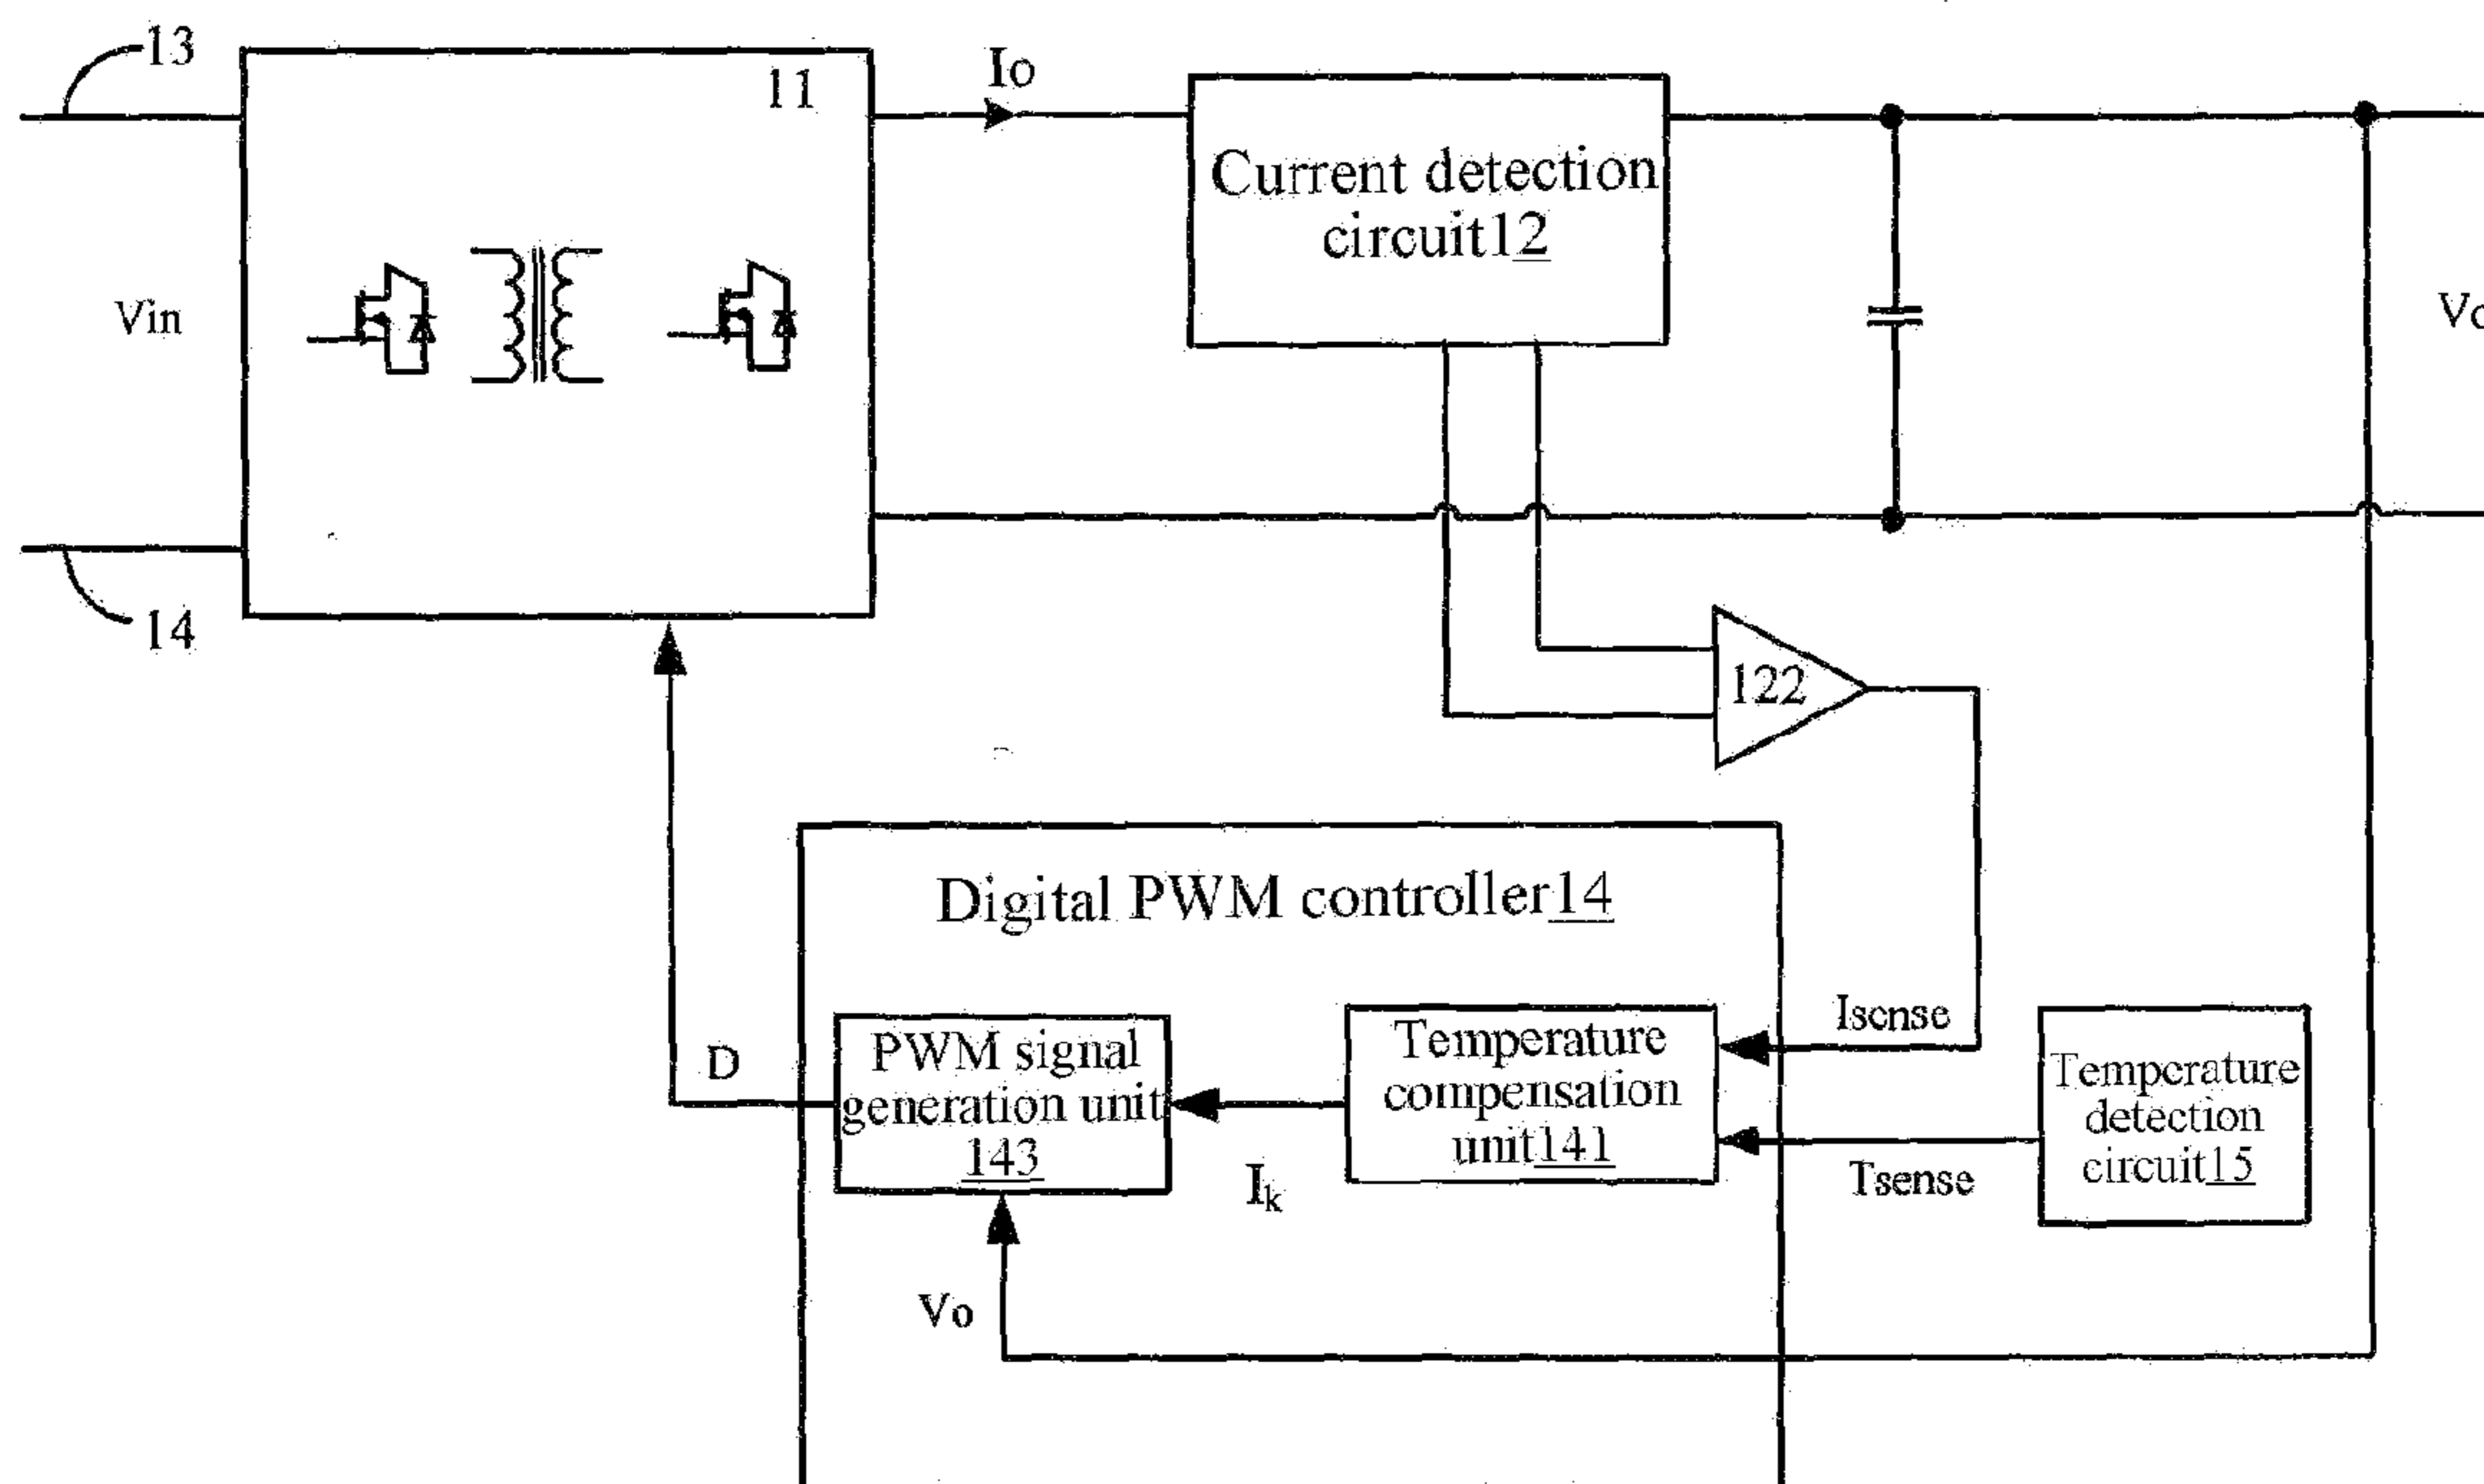 13
11
Io
Current detection
circuit12
Vin
14
122
Digital PWM controller14
Isense
D
PWM signal
generation unit
143
Temperature
compensation
unit141
Temperature
detection
circuit15
Tsense
Ik
Vo